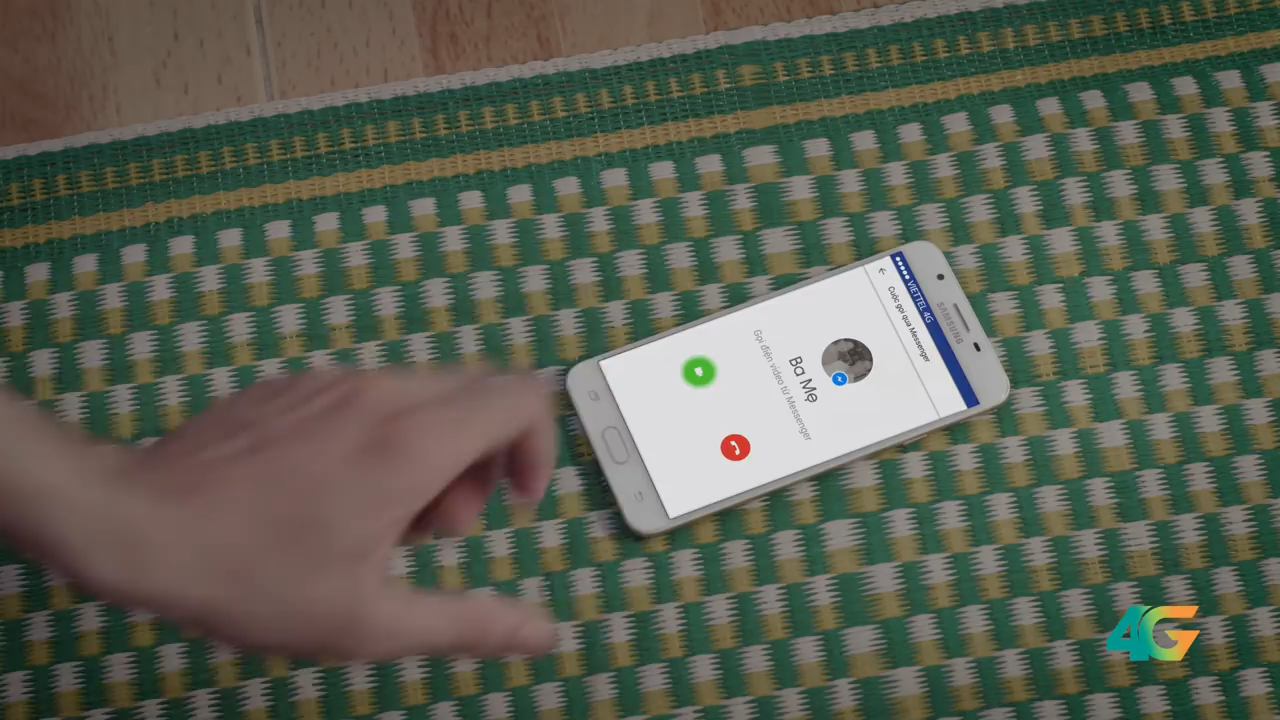 SAMSUNG
VIETTEL 4G
Cuộc gọi qua Messenger
Ba Mẹ
Gọi điện video từ Messenger
4G